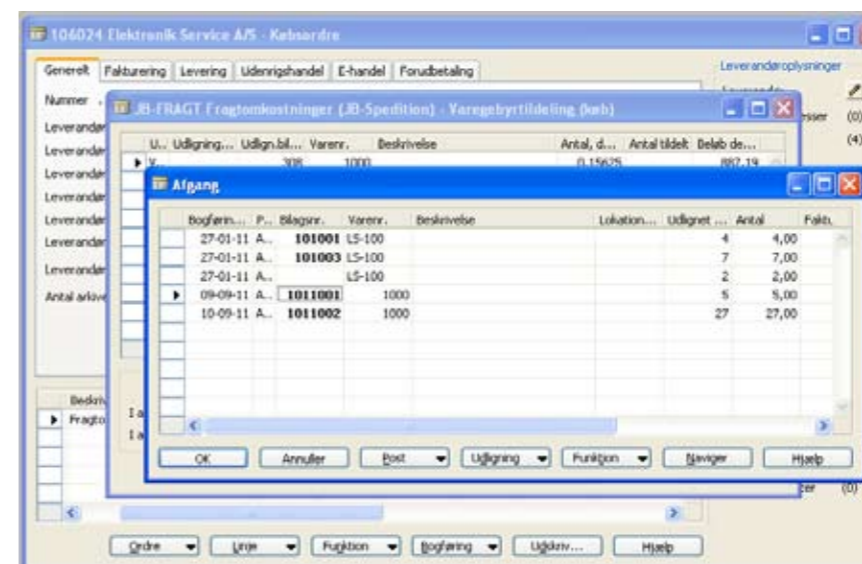 106024 Elektronik Service A/S - Købsordre
Generelt Fakturering Levering Udenrigshandel E-handel Forudbetaling
Leverandøroplysninger
Nummer
JB-FRAGT Fragtomkostninger (JB-Spedition) - Varegebyrtildeling (køb)
(0)
(4)
Leverandør
U... Udligning... Udlign.bil... Varenr. Beskrivelse Antal, d... Antal tildelt Beløb de...
Leverandør
V... 308 1000 0,15625 887,19
Leverandør
Afgang
Leverandør
Bogførin... P... Bilagsnr. Varenr. Beskrivelse Lokation... Udlignet ... Antal Faktu.
Leverandør
27-01-11 A... 101001 LS-100 4 4,00
Leverandør
27-01-11 A... 101003 LS-100 7 7,00
Leverandør
27-01-11 A... LS-100 2 2,00
Antal arkive
09-09-11 A... 1011001 1000 5 5,00
10-09-11 A... 1011002 1000 27 27,00
Beskriv
Fragto
I a
I a
OK Annuller Post Udligning Funktion Naviger Hjælp
(0)
Ordre Linje Funktion Bogføring Udskriv... Hjælp